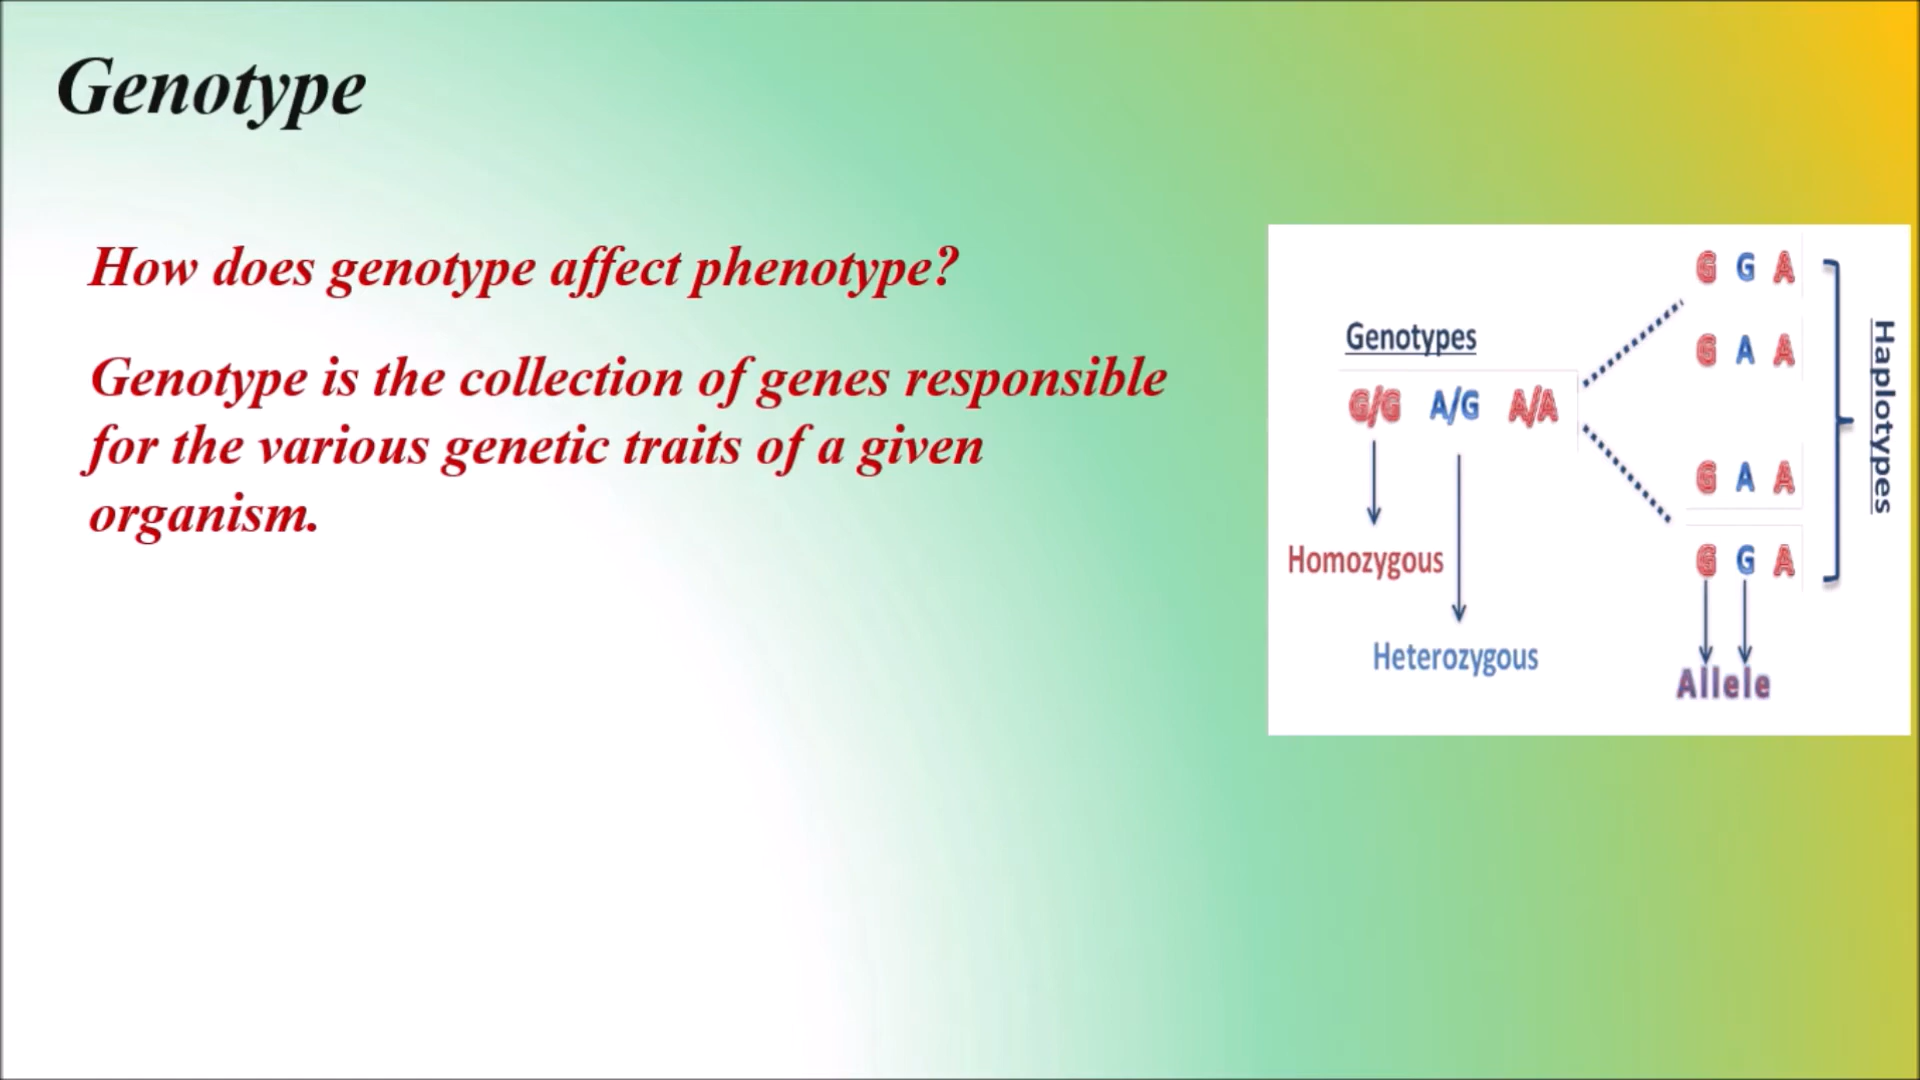 Genotype
How does genotype affect phenotype?
Genotype is the collection of genes responsible
for the various genetic traits of a given
organism.
Genotypes
G/G A/G A/A
Homozygous
Heterozygous
G G A
G A A
G A A
G G A
Allele
Haplotypes